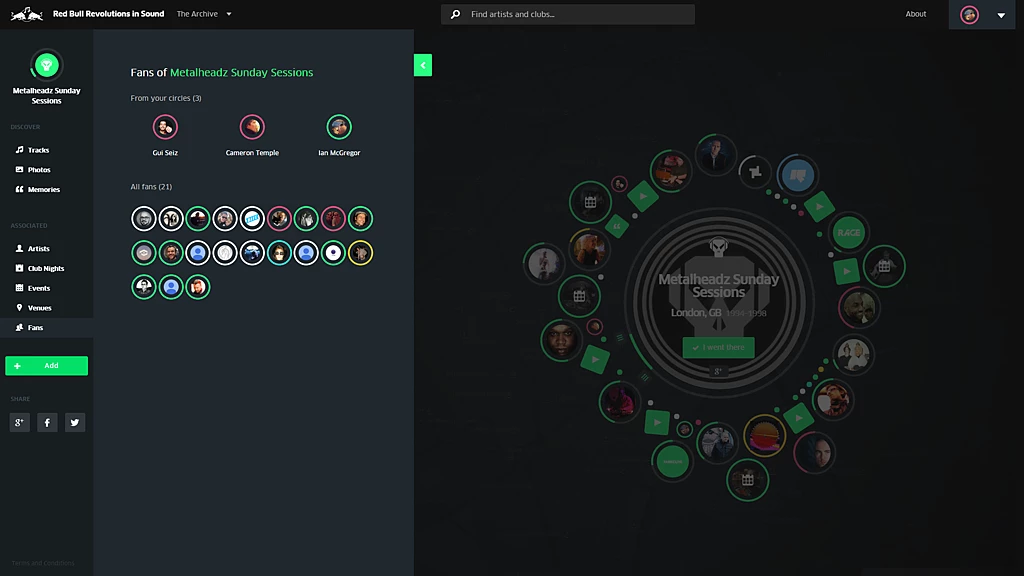 Red Bull Revolutions in Sound
The Archive
Find artists and clubs...
About
Metalheadz Sunday
Sessions
DISCOVER
Tracks
Photos
Memories
ASSOCIATED
Artists
Club Nights
Events
Venues
Fans
Add
SHARE
g+
f
Terms and Conditions
Fans of Metalheadz Sunday Sessions
From your circles (3)
Gui Seiz
Cameron Temple
Ian McGregor
All fans (21)
RAGE
Metalheadz Sunday
Sessions
London, GB 1994-1998
I went there
g+